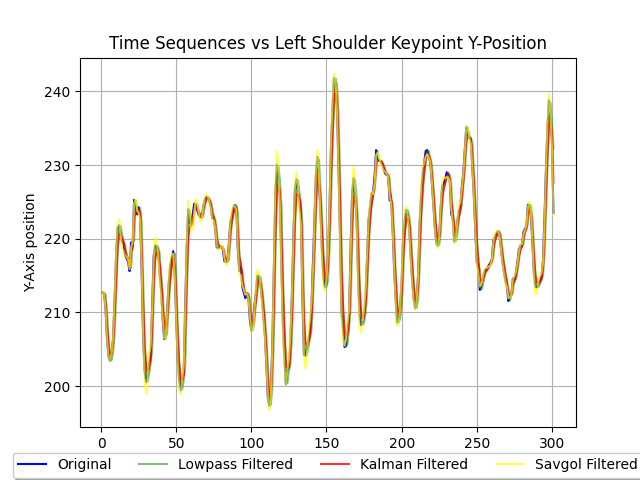 Time Sequences vs Left Shoulder Keypoint Y-Position
Y-Axis position
240
230
220
210
200
0 50 100 150 200 250 300
Original Lowpass Filtered Kalman Filtered Savgol Filtered